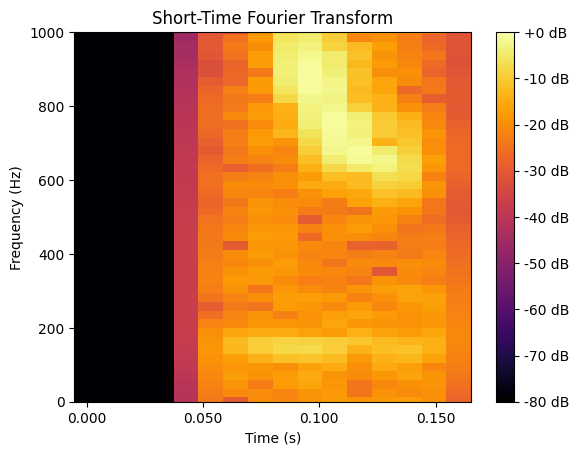 Short-Time Fourier Transform
1000
800
600
400
200
0
Frequency (Hz)
0.000
0.050
0.100
0.150
Time (s)
+0 dB
-10 dB
-20 dB
-30 dB
-40 dB
-50 dB
-60 dB
-70 dB
-80 dB